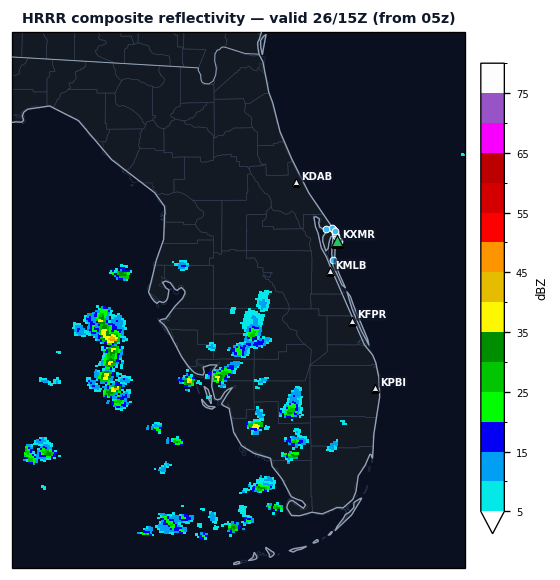 HRRR composite reflectivity — valid 26/15Z (from 05z)
KDAB
KXMR
KMLB
KFPR
KPBI
75
65
55
45
35
25
15
5
dBZ